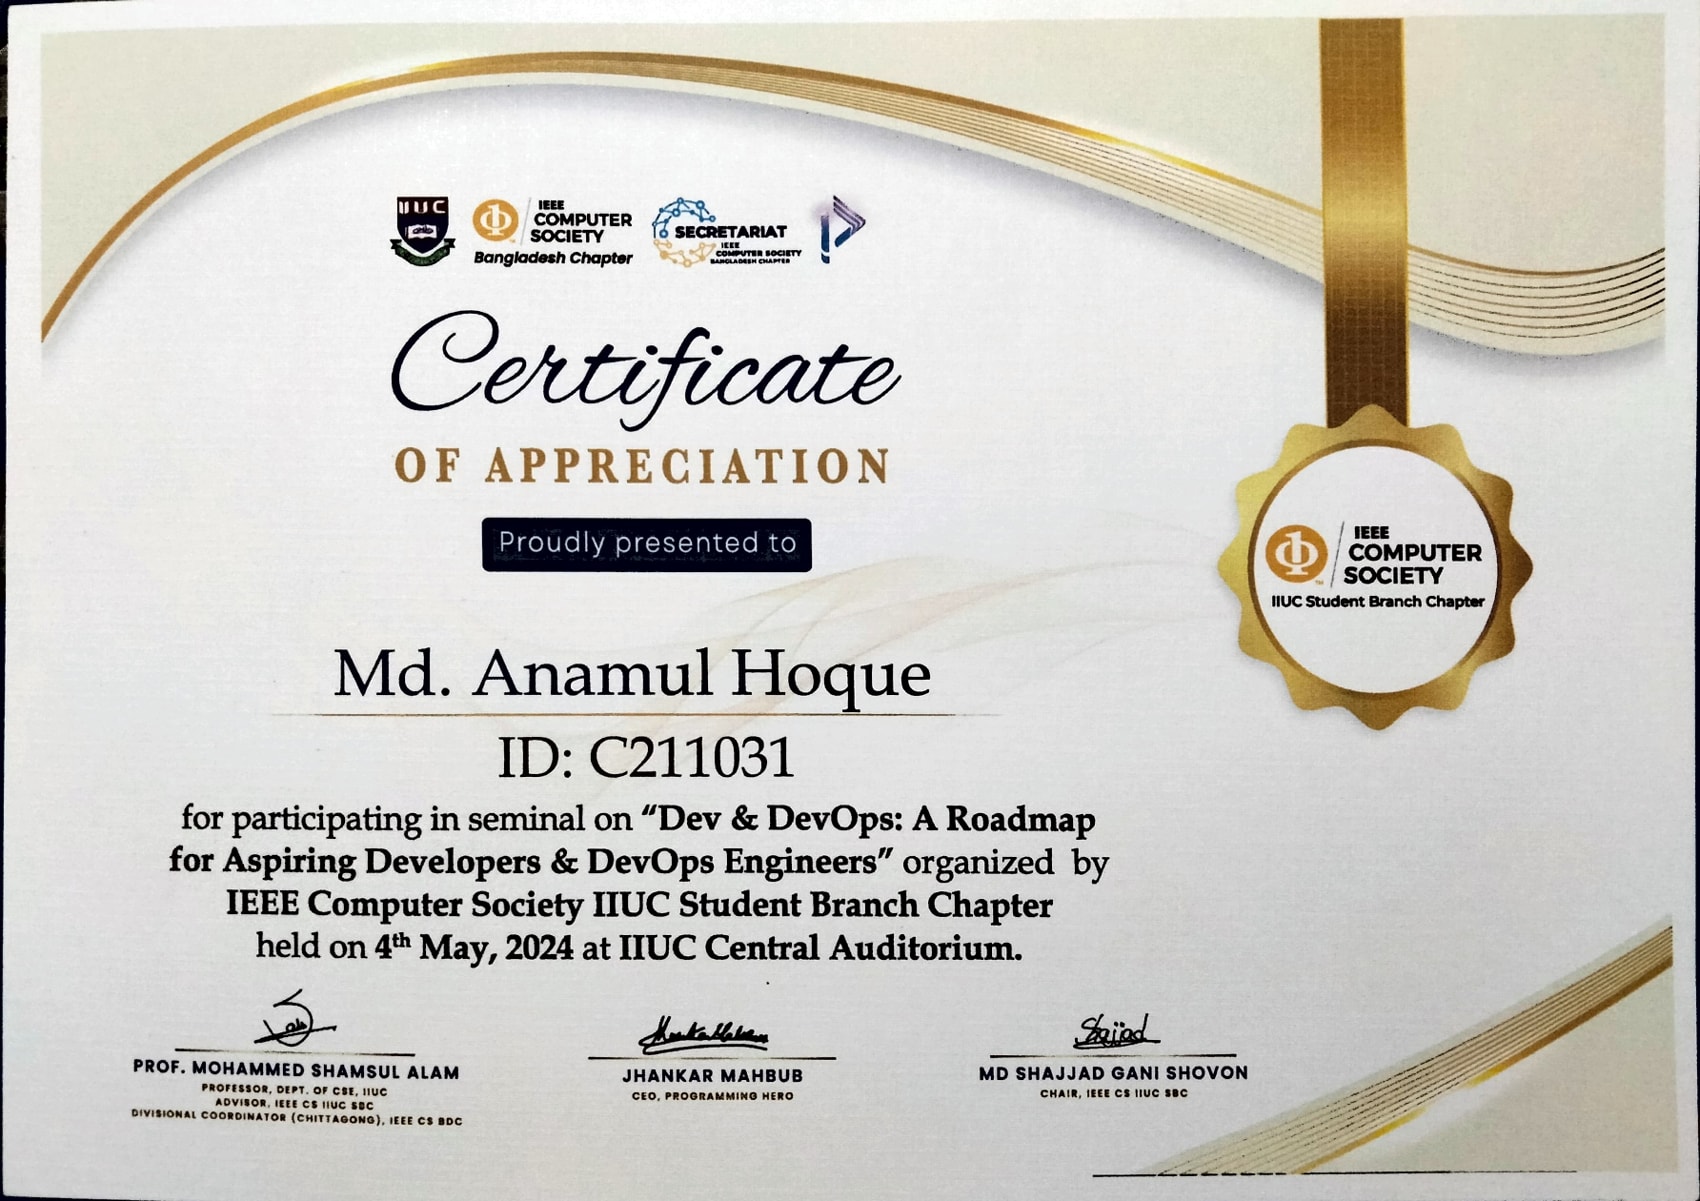 IIUC
IEEE
COMPUTER
SOCIETY
Bangladesh Chapter
SECRETARIAT
IEEE
COMPUTER SOCIETY
BANGLADESH CHAPTER
Certificate
OF APPRECIATION
Proudly presented to
IEEE
COMPUTER
SOCIETY
IIUC Student Branch Chapter
Md. Anamul Hoque
ID: C211031
for participating in seminal on “Dev & DevOps: A Roadmap
for Aspiring Developers & DevOps Engineers” organized by
IEEE Computer Society IIUC Student Branch Chapter
held on 4th May, 2024 at IIUC Central Auditorium.
Shajjad
PROF. MOHAMMED SHAMSUL ALAM
PROFESSOR, DEPT. OF CSE, IIUC
ADVISOR, IEEE CS IIUC SBC
DIVISIONAL COORDINATOR (CHITTAGONG), IEEE CS BDC
JHANKAR MAHBUB
CEO, PROGRAMMING HERO
MD SHAJJAD GANI SHOVON
CHAIR, IEEE CS IIUC SBC